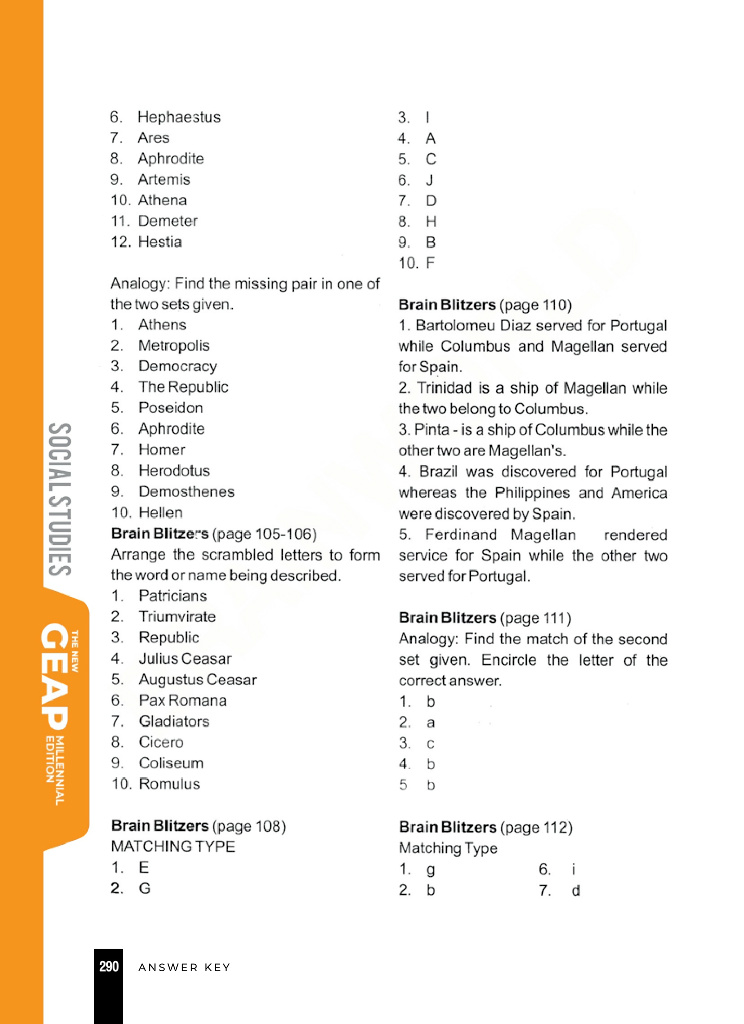 6. Hephaestus
7. Ares
8. Aphrodite
9. Artemis
10. Athena
11. Demeter
12. Hestia
Analogy: Find the missing pair in one of
the two sets given.
1. Athens
2. Metropolis
3. Democracy
4. The Republic
5. Poseidon
6. Aphrodite
7. Homer
8. Herodotus
9. Demosthenes
10. Hellen
Brain Blitzers (page 105-106)
Arrange the scrambled letters to form
the word or name being described.
1. Patricians
2. Triumvirate
3. Republic
4. Julius Ceasar
5. Augustus Ceasar
6. Pax Romana
7. Gladiators
8. Cicero
9. Coliseum
10. Romulus
Brain Blitzers (page 108)
MATCHING TYPE
1. E
2. G
3. I
4. A
5. C
6. J
7. D
8. H
9. B
10. F
Brain Blitzers (page 110)
1. Bartolomeu Diaz served for Portugal
while Columbus and Magellan served
for Spain.
2. Trinidad is a ship of Magellan while
the two belong to Columbus.
3. Pinta - is a ship of Columbus while the
other two are Magellan's.
4. Brazil was discovered for Portugal
whereas the Philippines and America
were discovered by Spain.
5. Ferdinand Magellan rendered
service for Spain while the other two
served for Portugal.
Brain Blitzers (page 111)
Analogy: Find the match of the second
set given. Encircle the letter of the
correct answer.
1. b
2. a
3. c
4. b
5 b
Brain Blitzers (page 112)
Matching Type
1. g 6. i
2. b 7. d
SOCIAL STUDIES
THE NEW
GEAP
MILLENNIAL
EDITION
290 ANSWER KEY